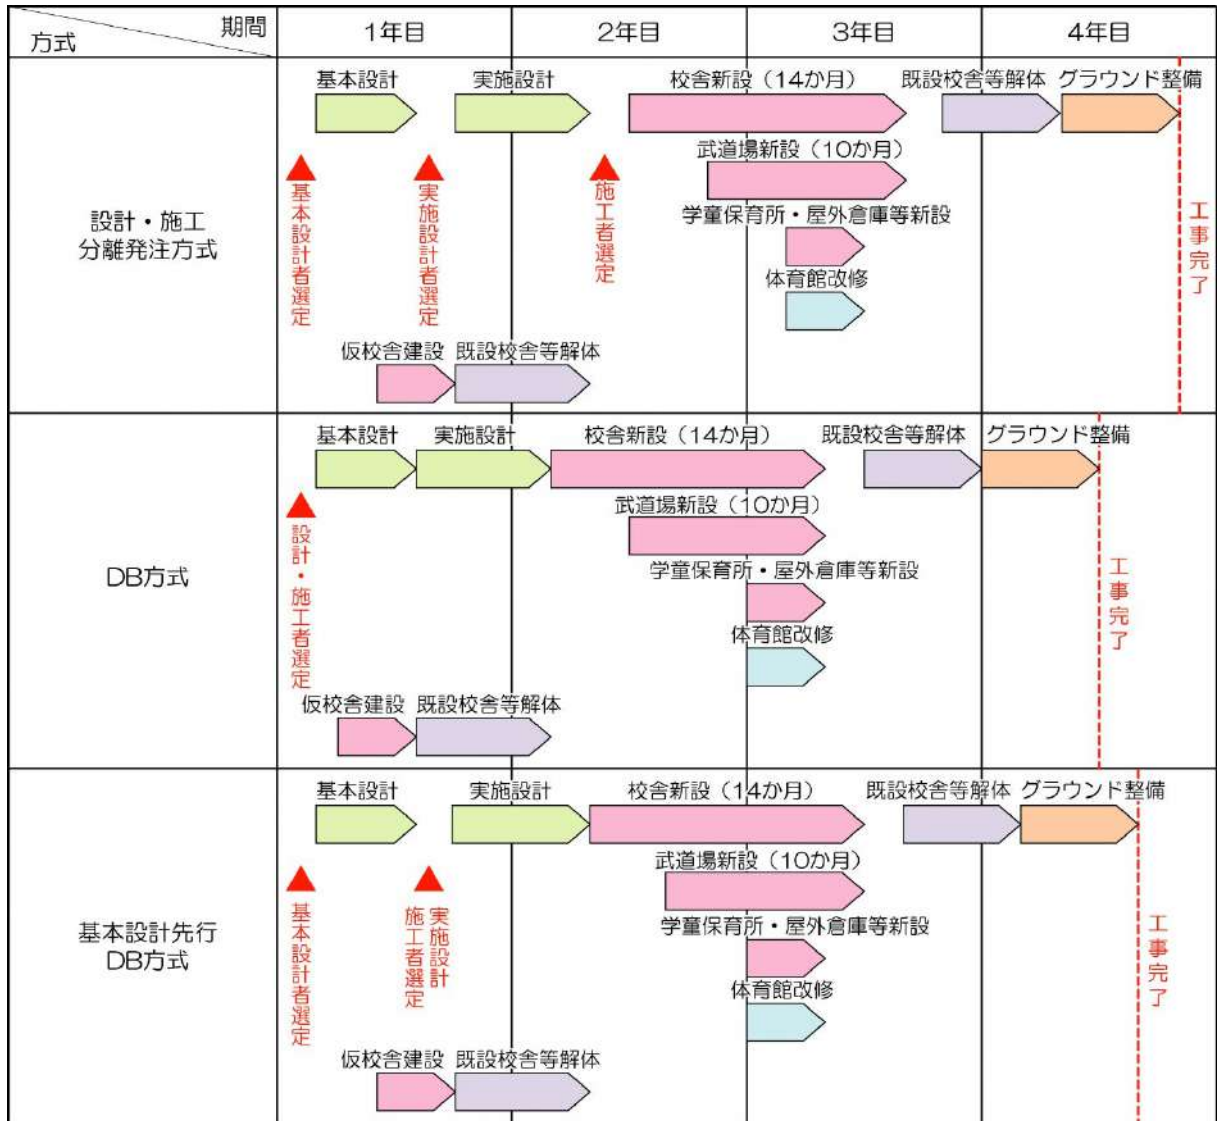 期間
方式
1年目
2年目
3年目
4年目
設計・施工
分離発注方式
基本設計
実施設計
校舎新設（14か月）
既設校舎等解体
グラウンド整備
武道場新設（10か月）
学童保育所・屋外倉庫等新設
体育館改修
基本設計者選定
実施設計者選定
施工者選定
工事完了
仮校舎建設
既設校舎等解体
DB方式
基本設計
実施設計
校舎新設（14か月）
既設校舎等解体
グラウンド整備
武道場新設（10か月）
学童保育所・屋外倉庫等新設
体育館改修
設計・施工者選定
工事完了
仮校舎建設
既設校舎等解体
基本設計先行
DB方式
基本設計
実施設計
校舎新設（14か月）
既設校舎等解体
グラウンド整備
武道場新設（10か月）
学童保育所・屋外倉庫等新設
体育館改修
基本設計者選定
実施設計
施工者選定
工事完了
仮校舎建設
既設校舎等解体